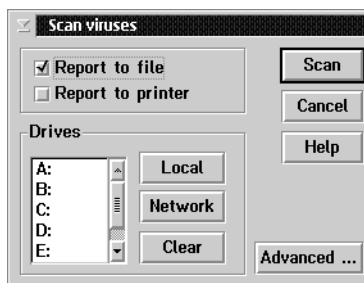 Scan viruses
Report to file
Report to printer
Scan
Cancel
Help
Drives
A:
B:
C:
D:
E:
Local
Network
Clear
Advanced ...